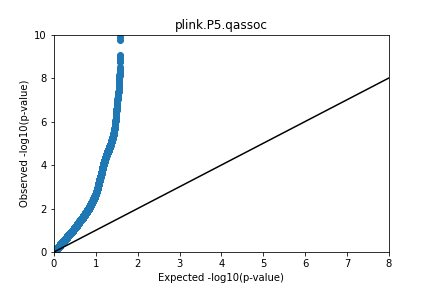 plink.P5.qassoc
10
8
6
4
2
0
Observed -log10(p-value)
0 1 2 3 4 5 6 7 8
Expected -log10(p-value)